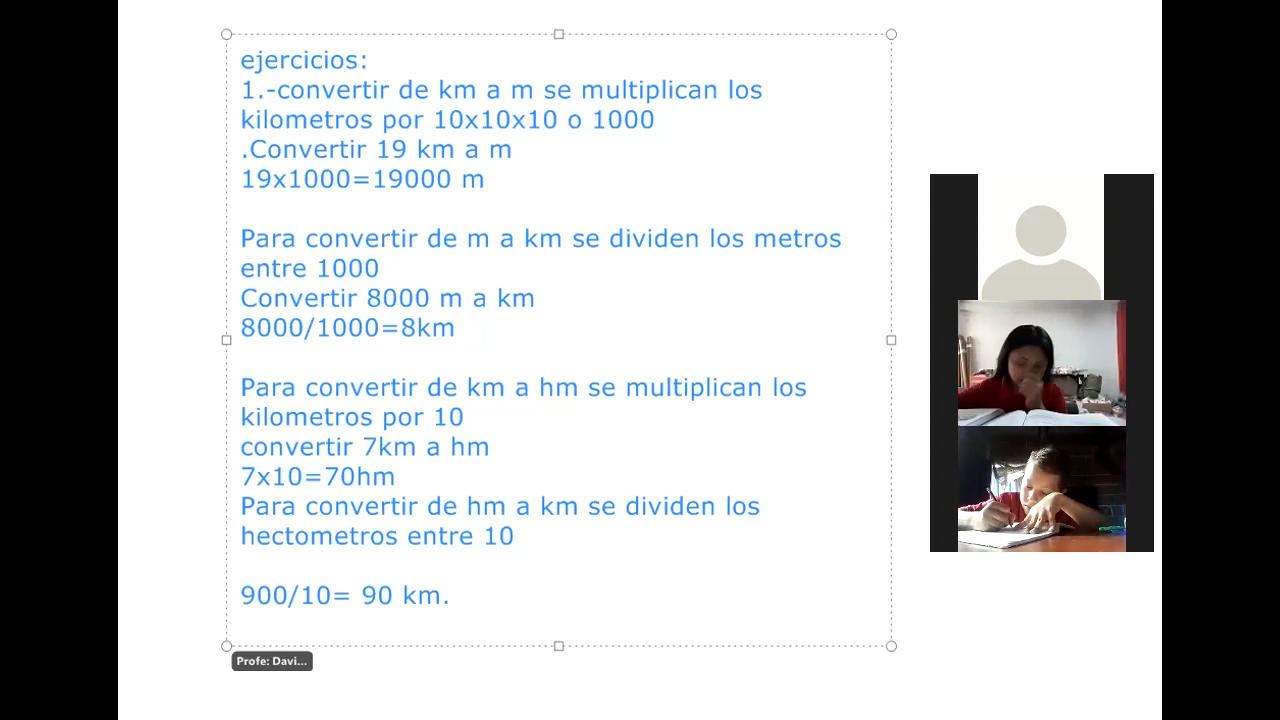 ejercicios:
1.-convertir de km a m se multiplican los
kilometros por 10x10x10 o 1000
.Convertir 19 km a m
19x1000=19000 m
Para convertir de m a km se dividen los metros
entre 1000
Convertir 8000 m a km
8000/1000=8km
Para convertir de km a hm se multiplican los
kilometros por 10
convertir 7km a hm
7x10=70hm
Para convertir de hm a km se dividen los
hectometros entre 10
900/10= 90 km.
Profe: Davi...